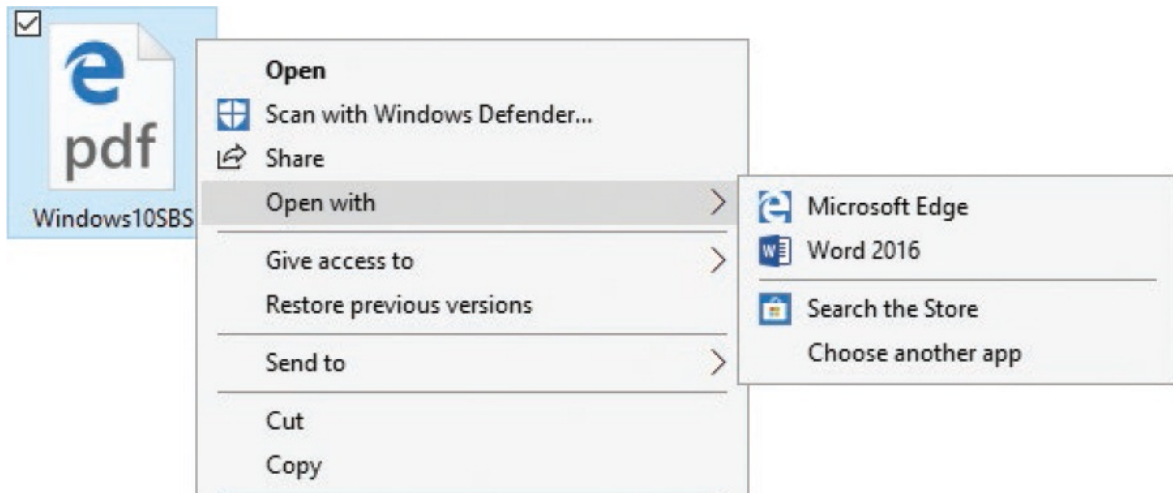 pdf
Windows10SBS
Open
Scan with Windows Defender...
Share
Open with
Give access to
Restore previous versions
Send to
Cut
Copy
Microsoft Edge
Word 2016
Search the Store
Choose another app